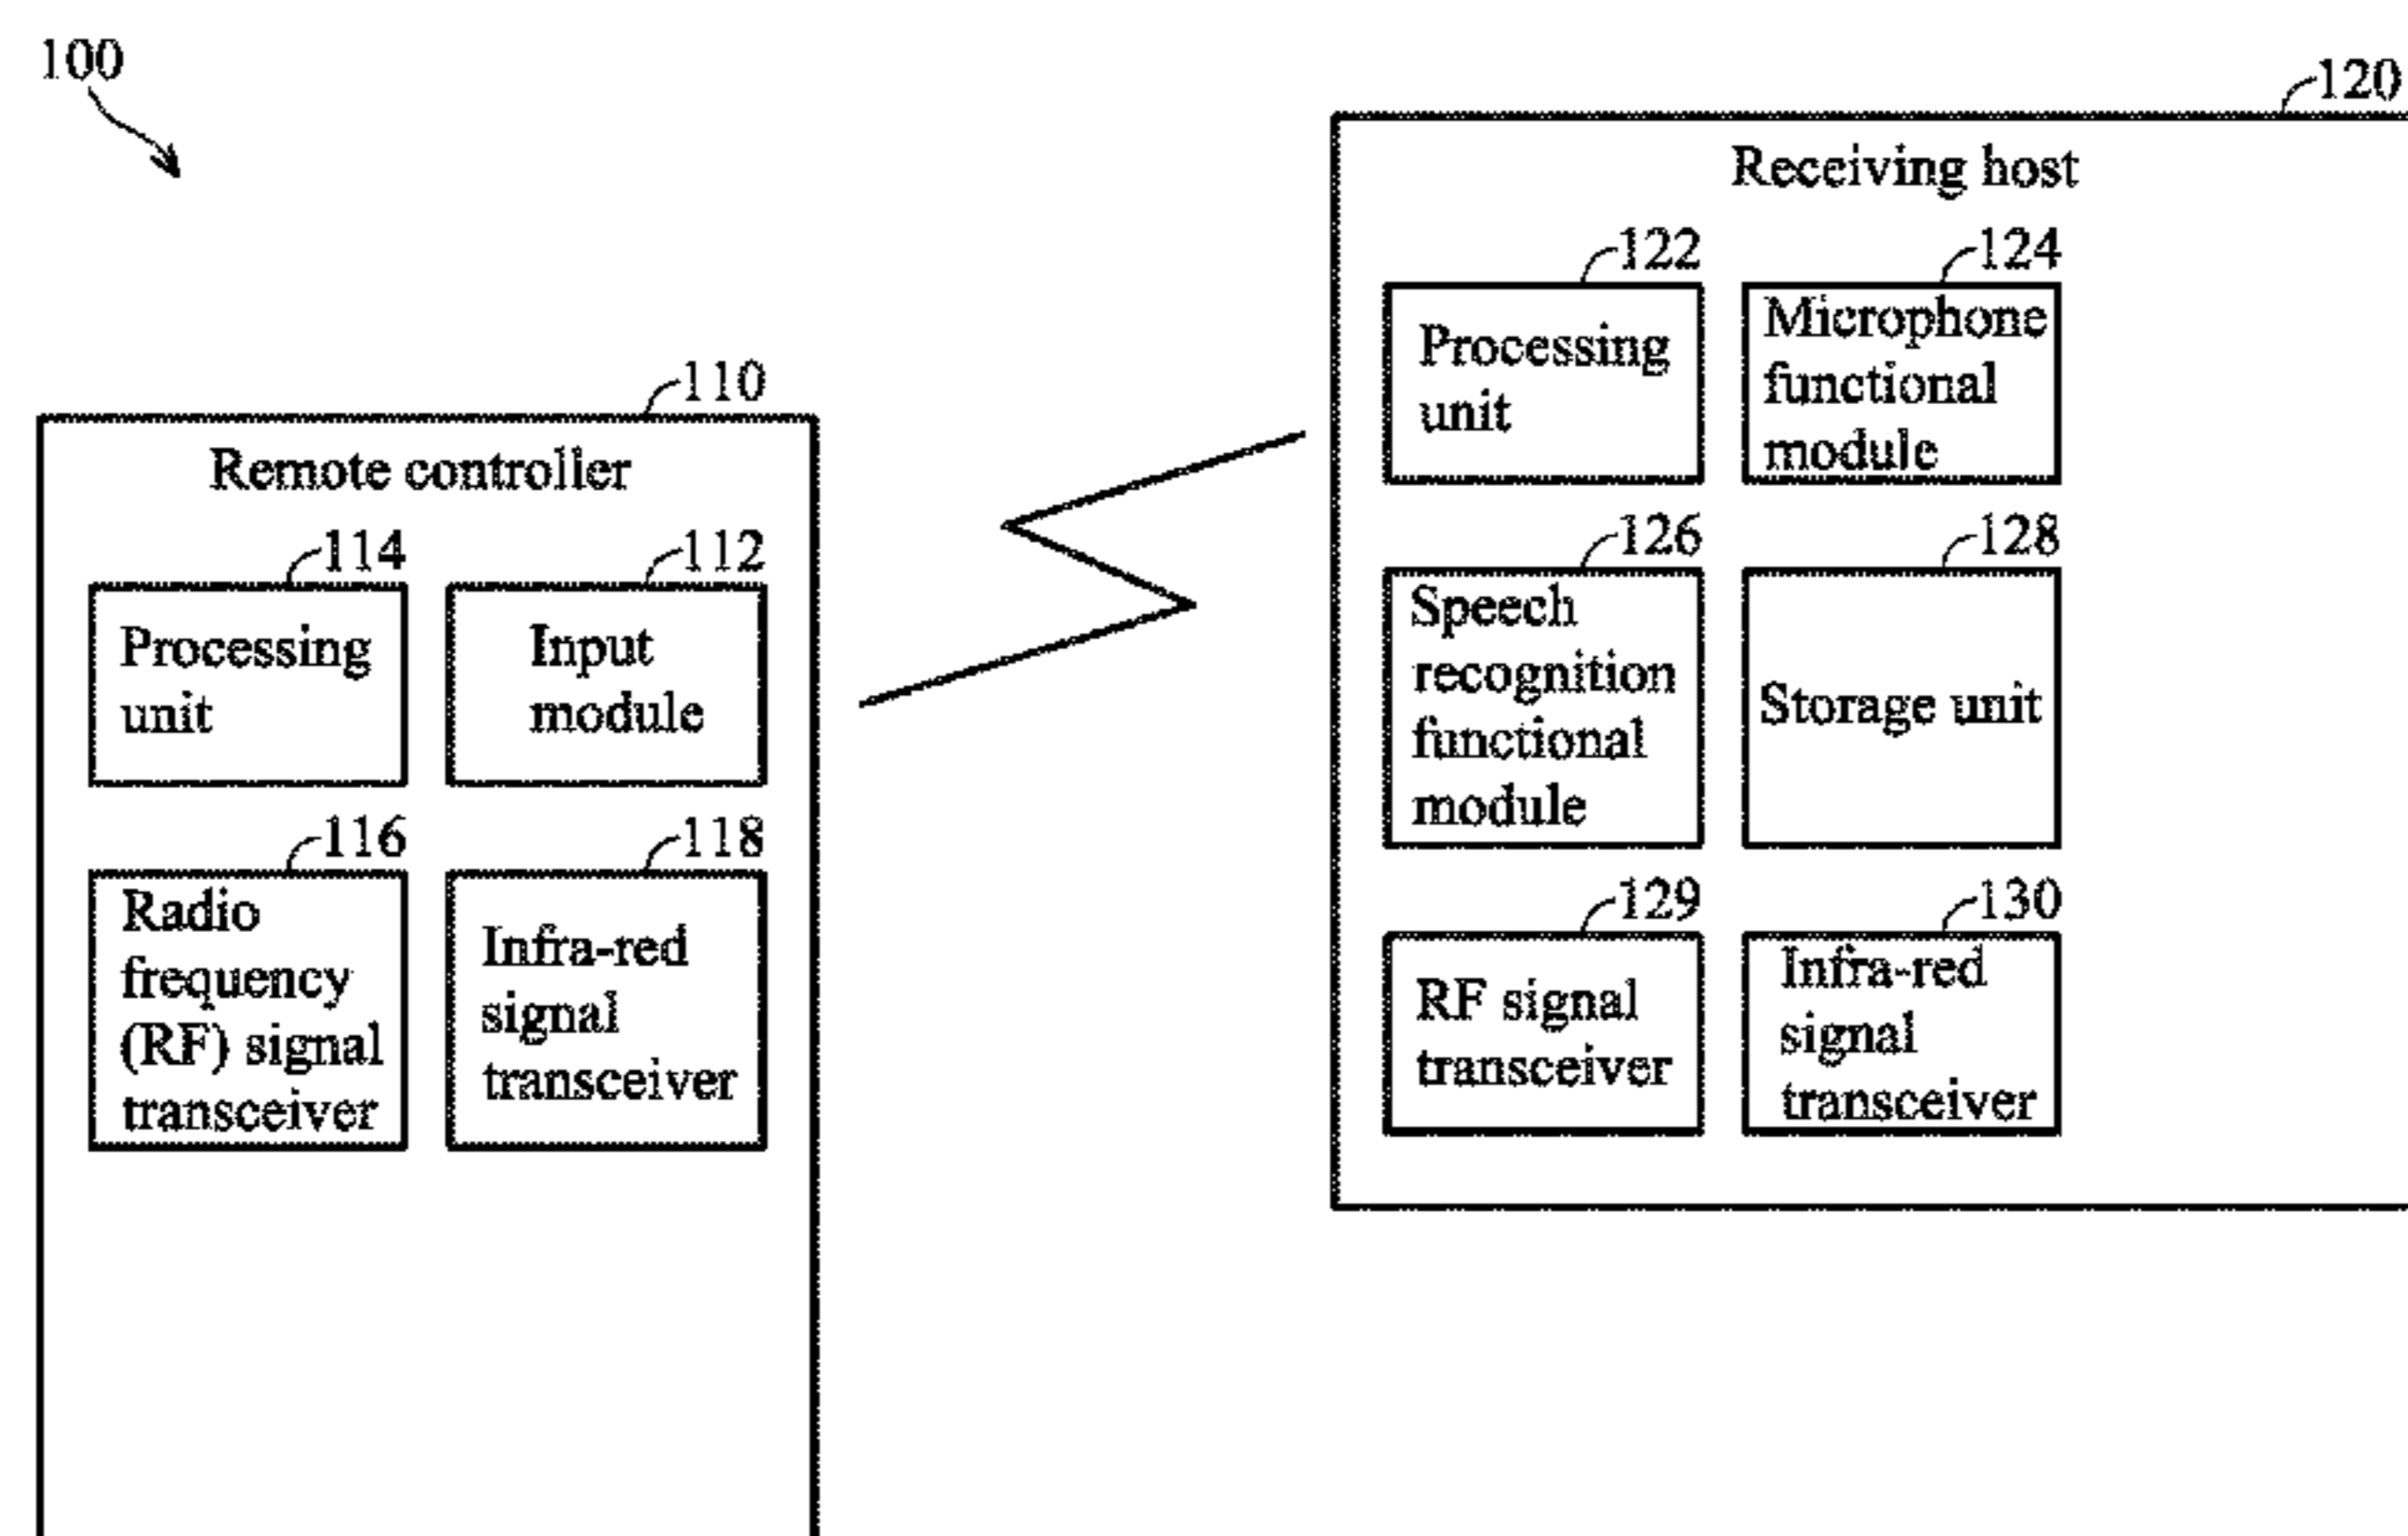 100
120
Receiving host
122
124
Processing
unit
Microphone
functional
module
110
Remote controller
126
128
Speech
recognition
functional
module
Storage unit
114
112
Processing
unit
Input
module
116
118
Radio
frequency
(RF) signal
transceiver
Infra-red
signal
transceiver
129
130
RF signal
transceiver
Infra-red
signal
transceiver